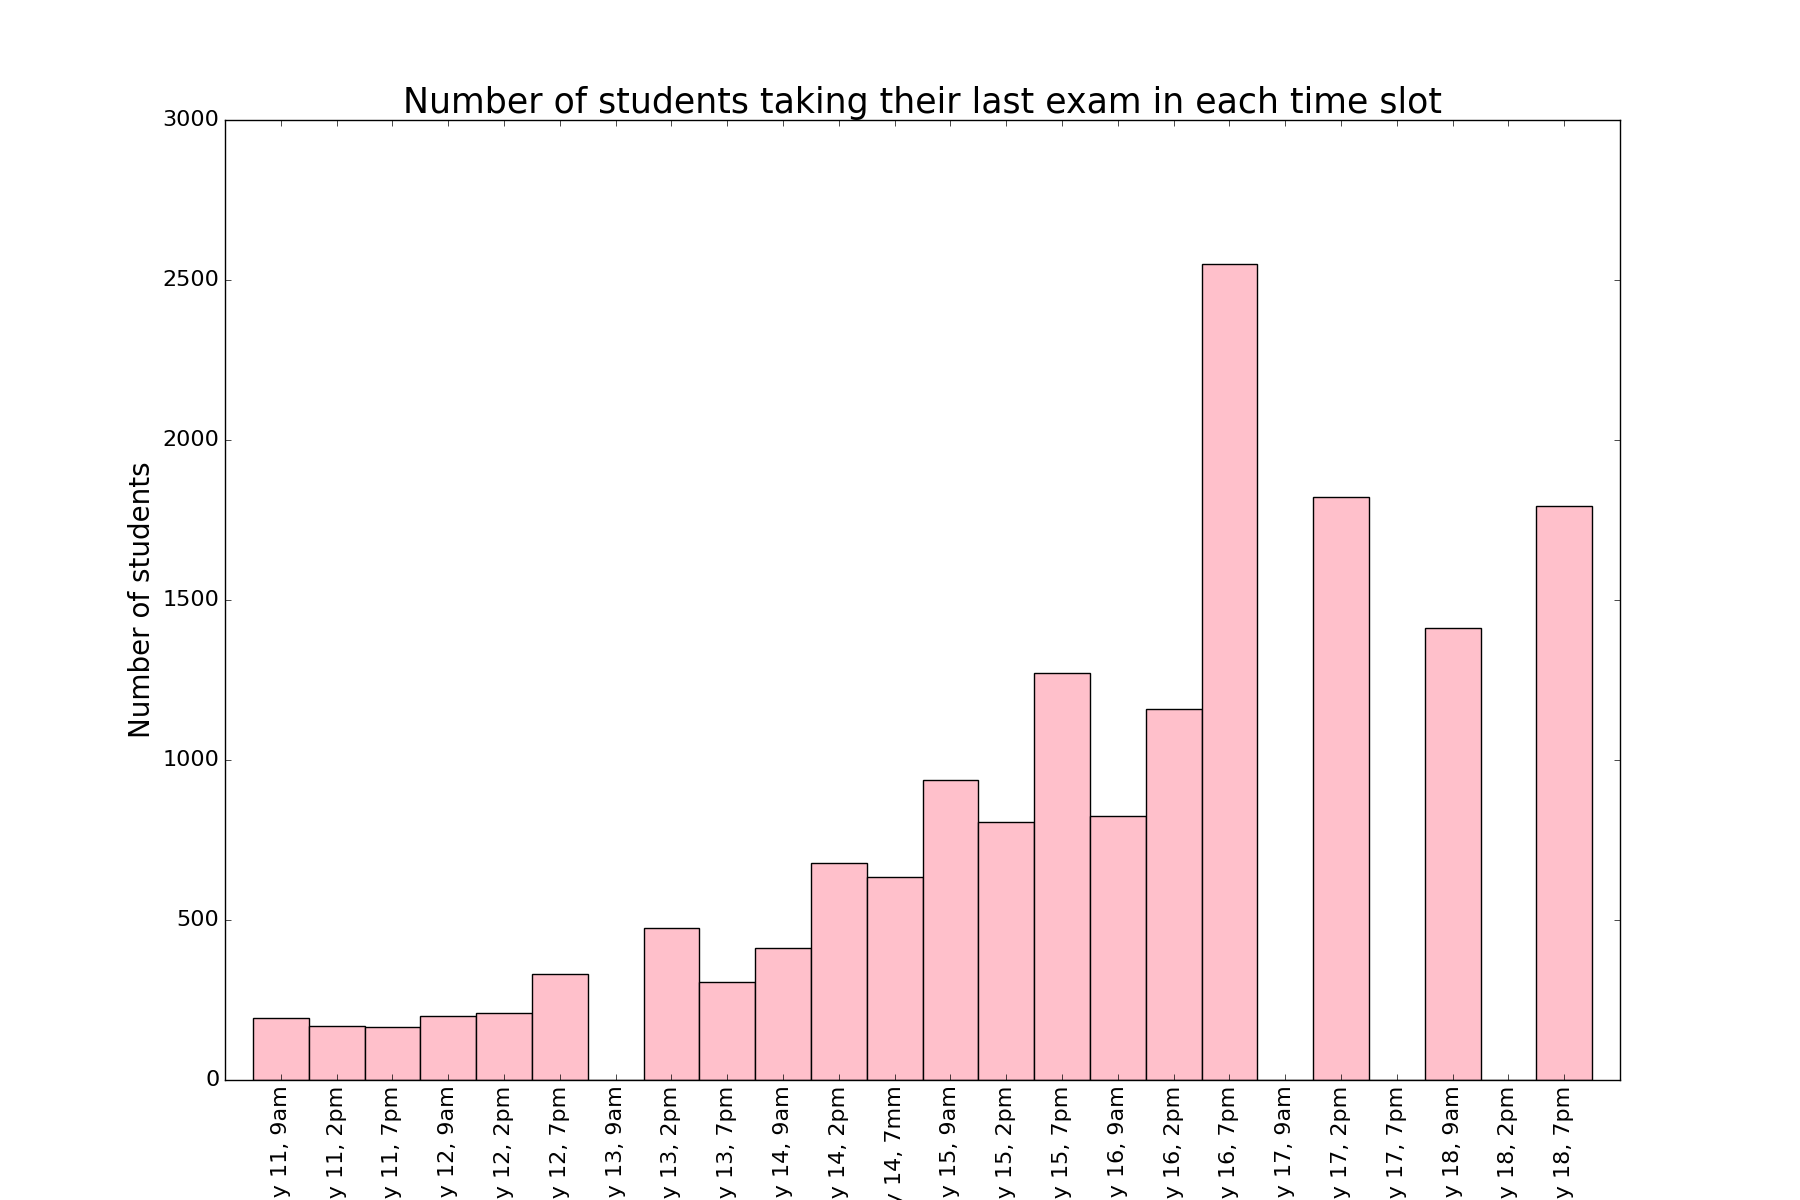 Number of students taking their last exam in each time slot
Number of students
3000
2500
2000
1500
1000
500
0
y 11, 9am
y 11, 2pm
y 11, 7pm
y 12, 9am
y 12, 2pm
y 12, 7pm
y 13, 9am
y 13, 2pm
y 13, 7pm
y 14, 9am
y 14, 2pm
y 14, 7mm
y 15, 9am
y 15, 2pm
y 15, 7pm
y 16, 9am
y 16, 2pm
y 16, 7pm
y 17, 9am
y 17, 2pm
y 17, 7pm
y 18, 9am
y 18, 2pm
y 18, 7pm